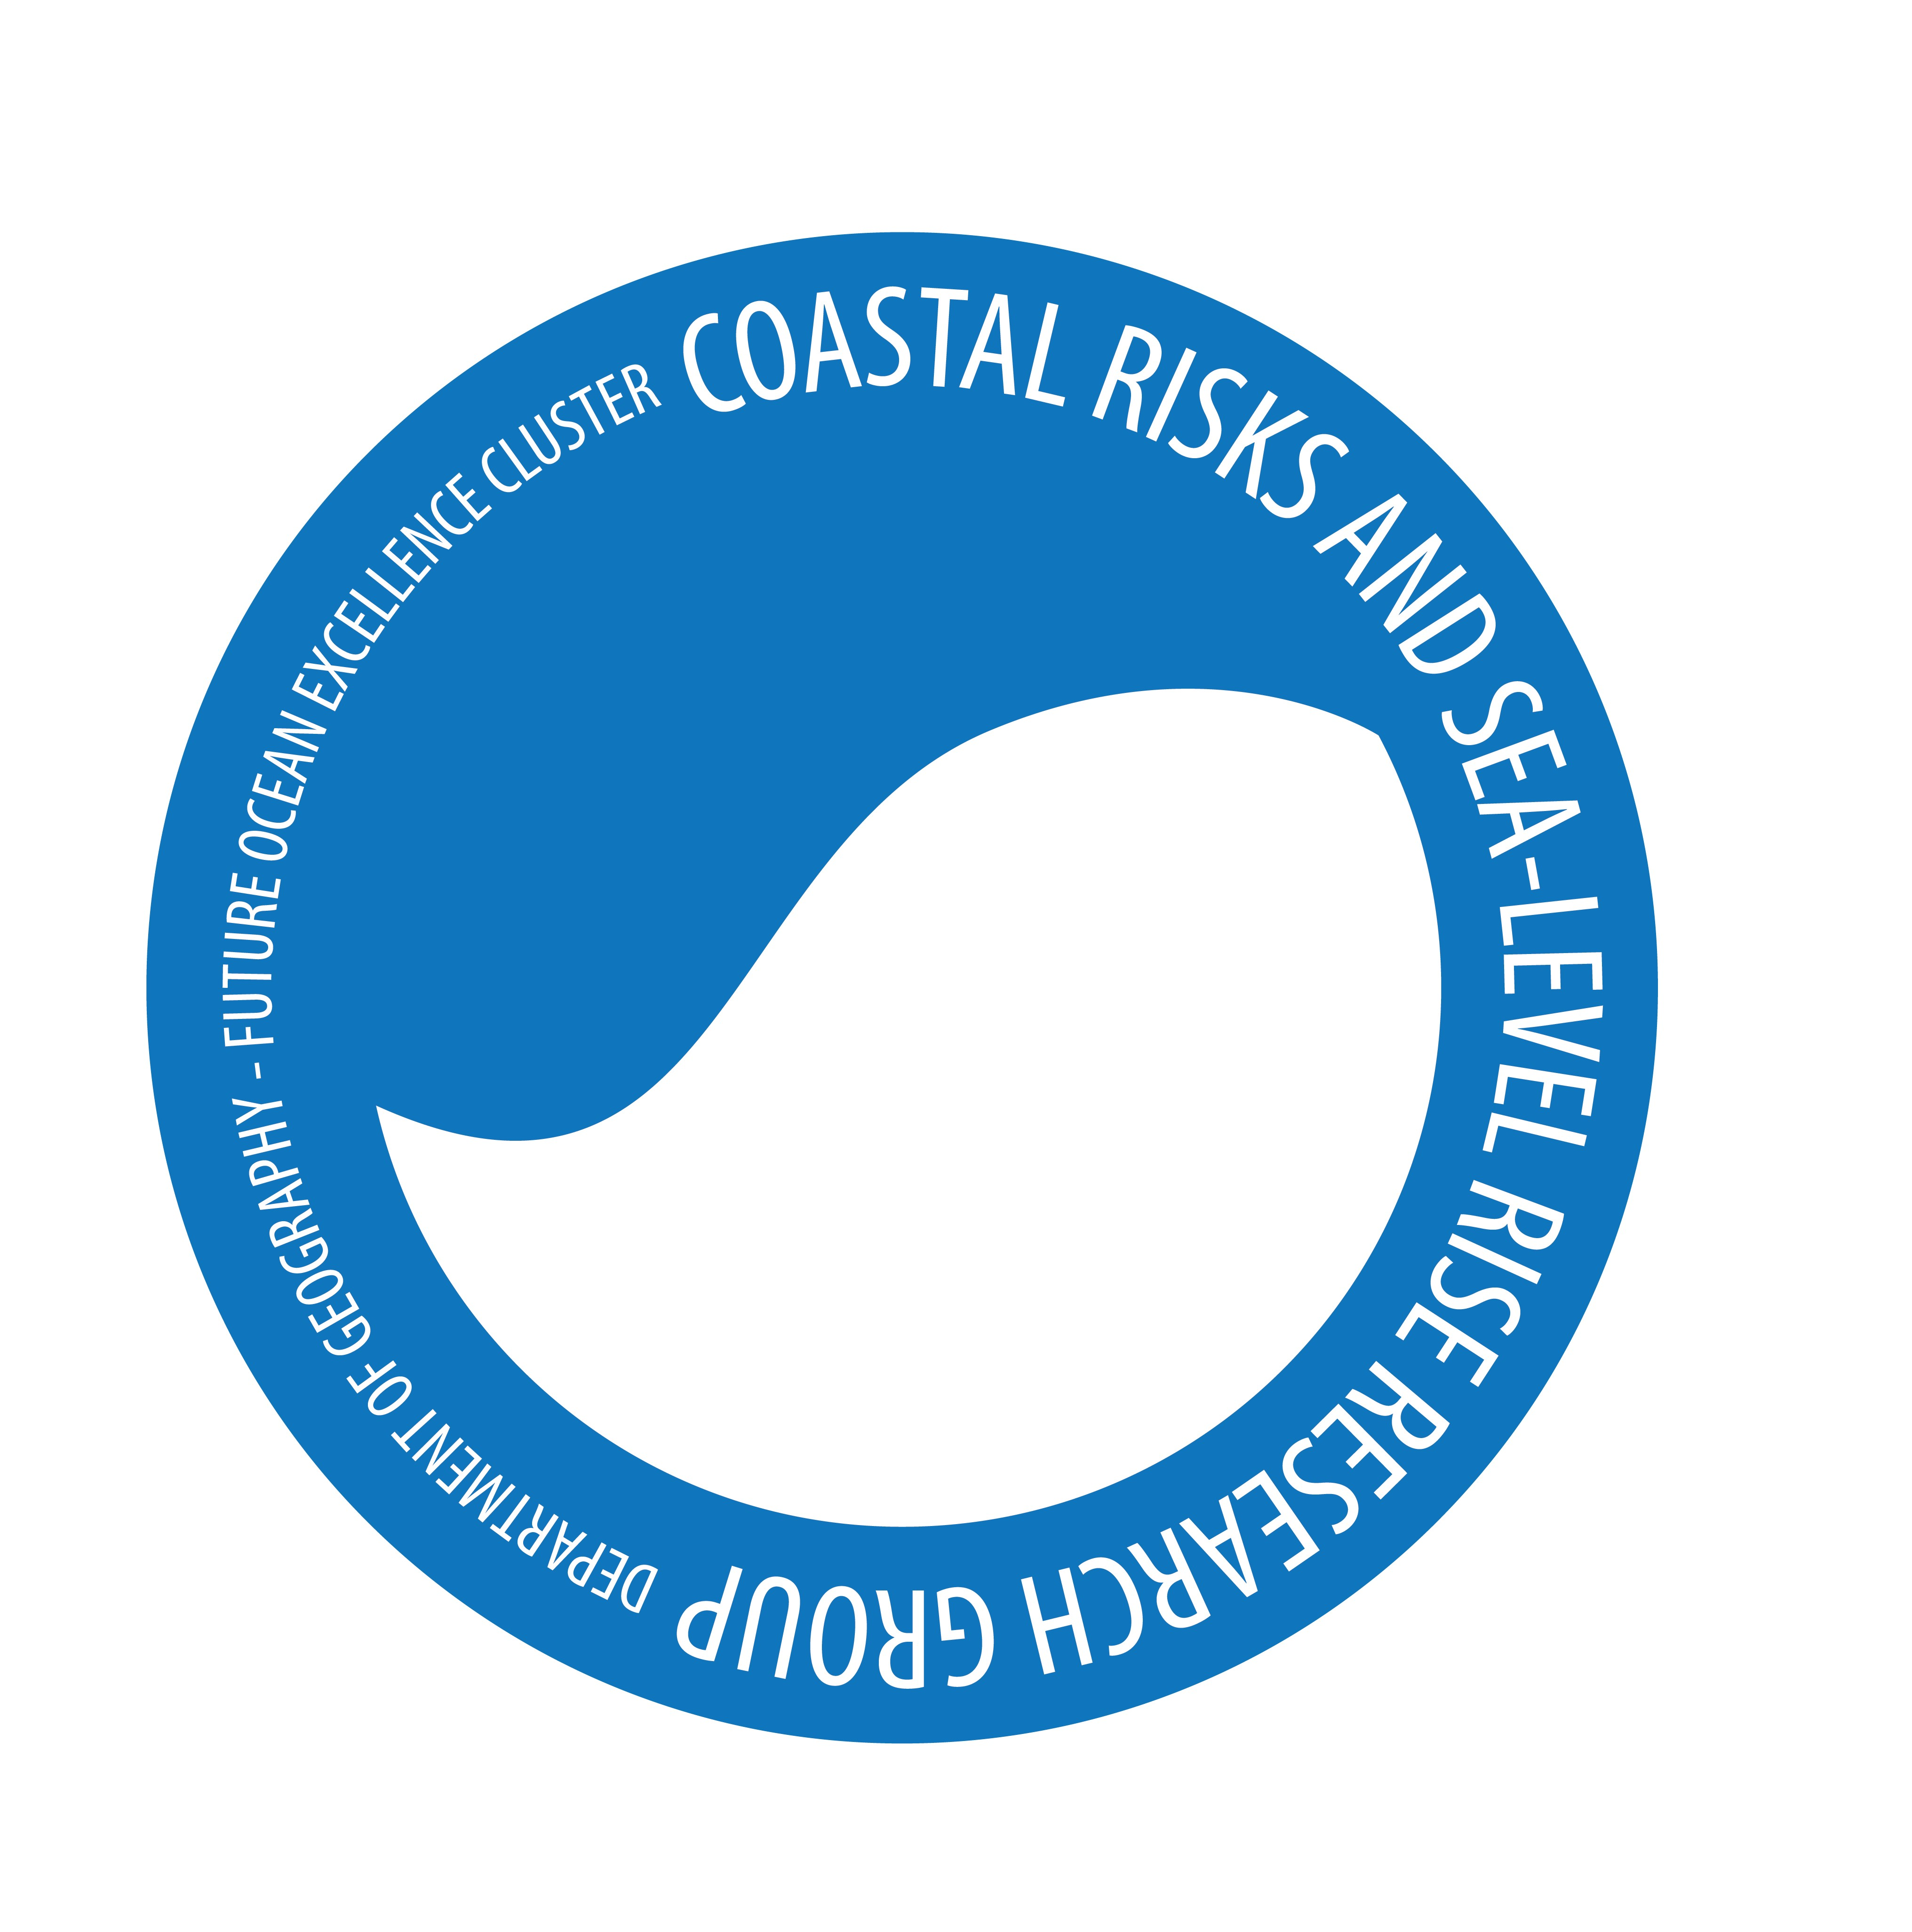 COASTAL RISKS AND SEA-LEVEL RISE RESEARCH GROUP
DEPARTMENT OF GEOGRAPHY - FUTURE OCEAN EXCELLENCE CLUSTER